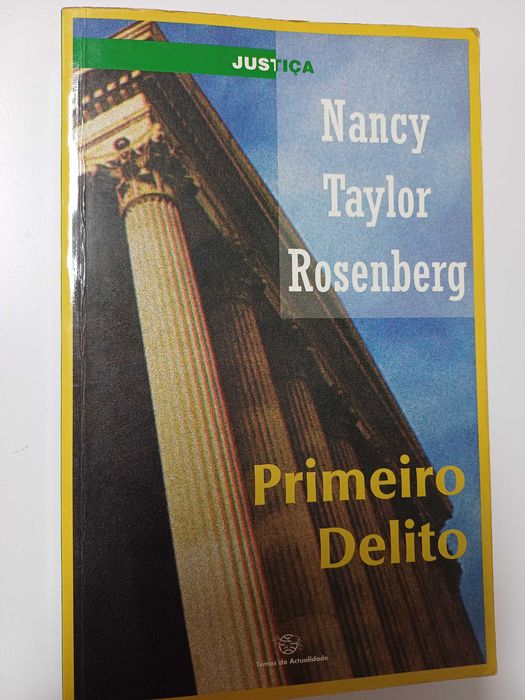 JUSTIÇA
Nancy
Taylor
Rosenberg
Primeiro
Delito
Temas da Actualidade